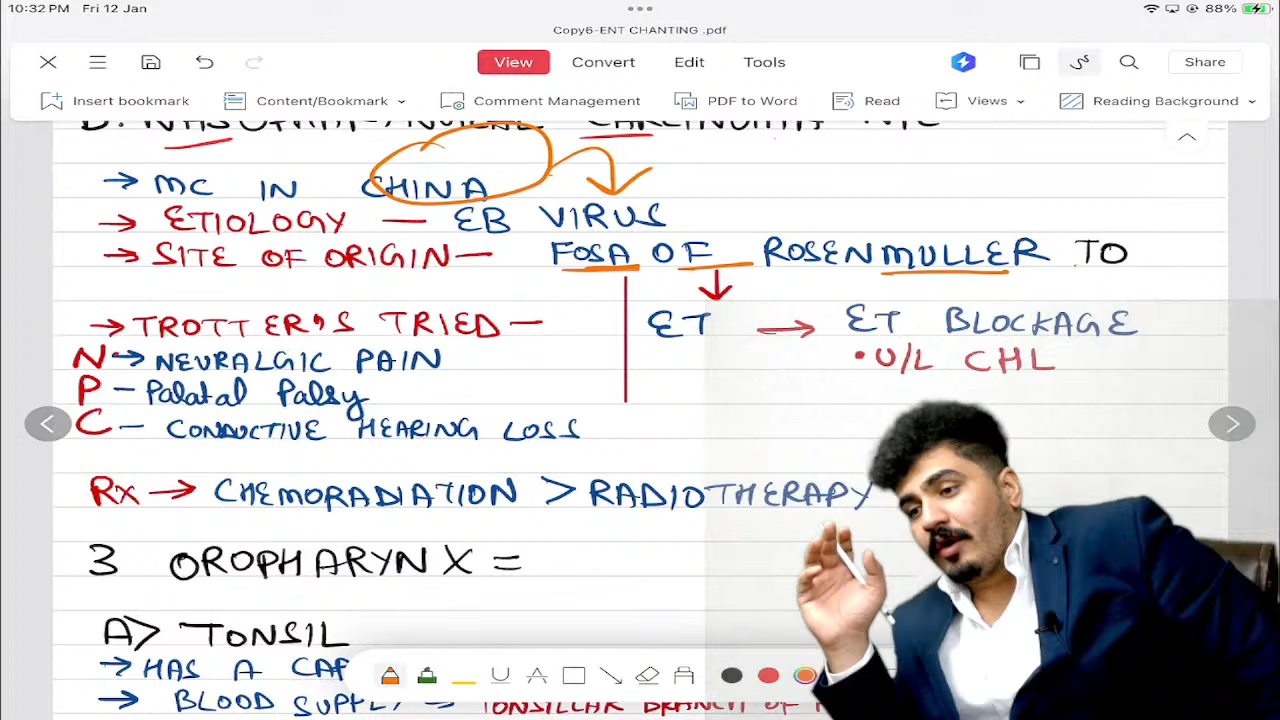 10:32 PM Fri 12 Jan
88%
Copy6-ENT CHANTING .pdf
View Convert Edit Tools Share
Insert bookmark Content/Bookmark Comment Management PDF to Word Read Views Reading Background
→ MC IN CHINA
→ ETIOLOGY — EB VIRUS
→ SITE OF ORIGIN — FOSA OF ROSENMULLER TO
→ TROTTER'S TRIED — ET → ET BLOCKAGE
N → NEURALGIC PAIN • U/L CHL
P – Palatal Palsy
C – CONDUCTIVE HEARING LOSS
Rx → CHEMORADIATION > RADIOTHERAPY
3 OROPHARYNX =
A> TONSIL
→ HAS A
→ BLOOD SUPPLY → TONSILLAR BRANCH OF